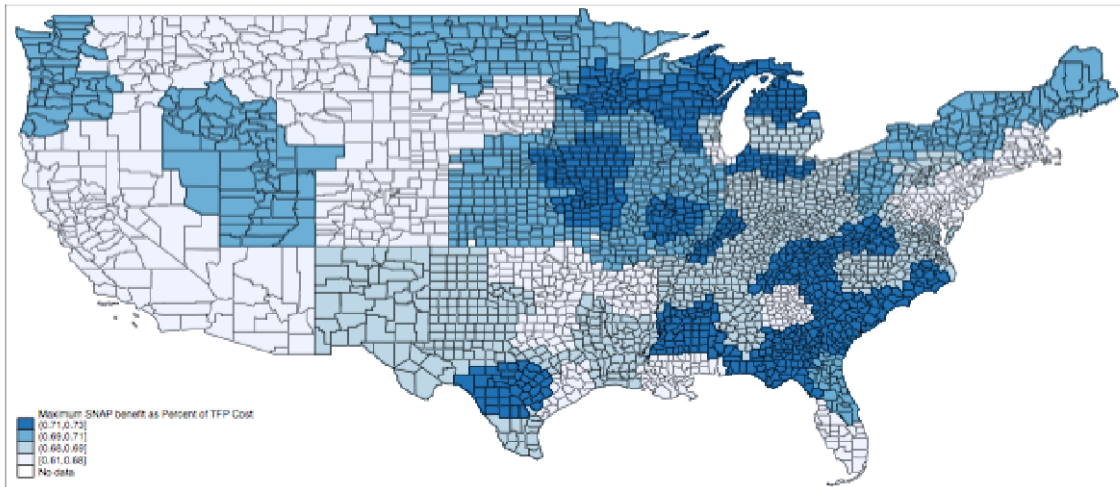 Maximum SNAP benefit as Percent of TFP Cost
(0.71,0.73]
(0.69,0.71]
(0.68,0.69]
[0.61,0.68]
No data